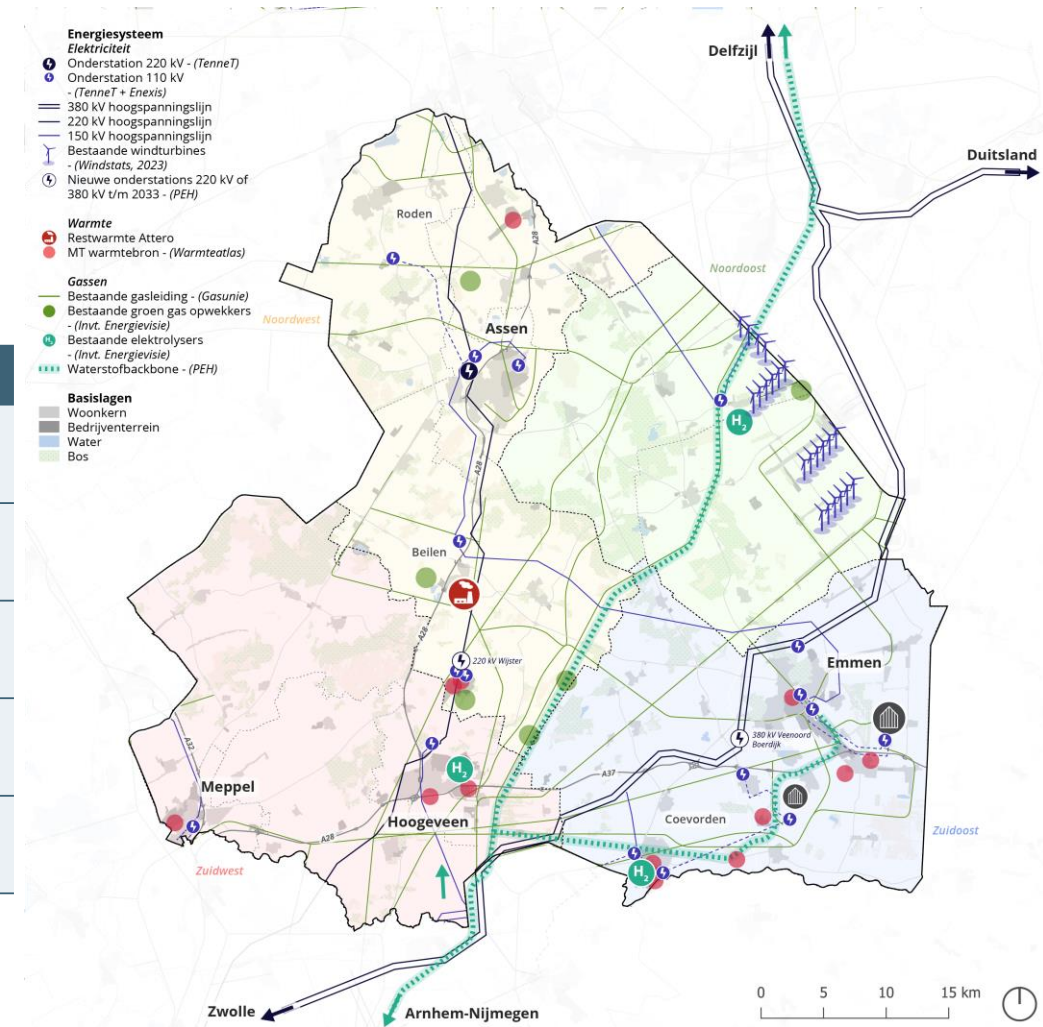 Energiesysteem
Elektriciteit
Onderstation 220 kV - (TenneT)
Onderstation 110 kV
- (TenneT + Enexis)
380 kV hoogspanningslijn
220 kV hoogspanningslijn
150 kV hoogspanningslijn
Bestaande windturbines
- (Windstats, 2023)
Nieuwe onderstations 220 kV of
380 kV t/m 2033 - (PEH)
Warmte
Restwarmte Attero
MT warmtebron - (Warmteatlas)
Gassen
Bestaande gasleiding - (Gasunie)
Bestaande groen gas opwekkers
- (Invt. Energievisie)
H₂ Bestaande elektrolysers
- (Invt. Energievisie)
Waterstofbackbone - (PEH)
Basislagen
Woonkern
Bedrijventerrein
Water
Bos
Delfzijl
Duitsland
Roden
A28
Noordoost
Noordwest
Assen
H₂
A28
Beilen
A28
220 kV Wijster
Emmen
380 kV Veenoord
Boerdijk
A32
Meppel
H₂
A37
Hoogeveen
Coevorden
Zuidoost
A28
Zuidwest
H₂
Zwolle
Arnhem-Nijmegen
0 5 10 15 km